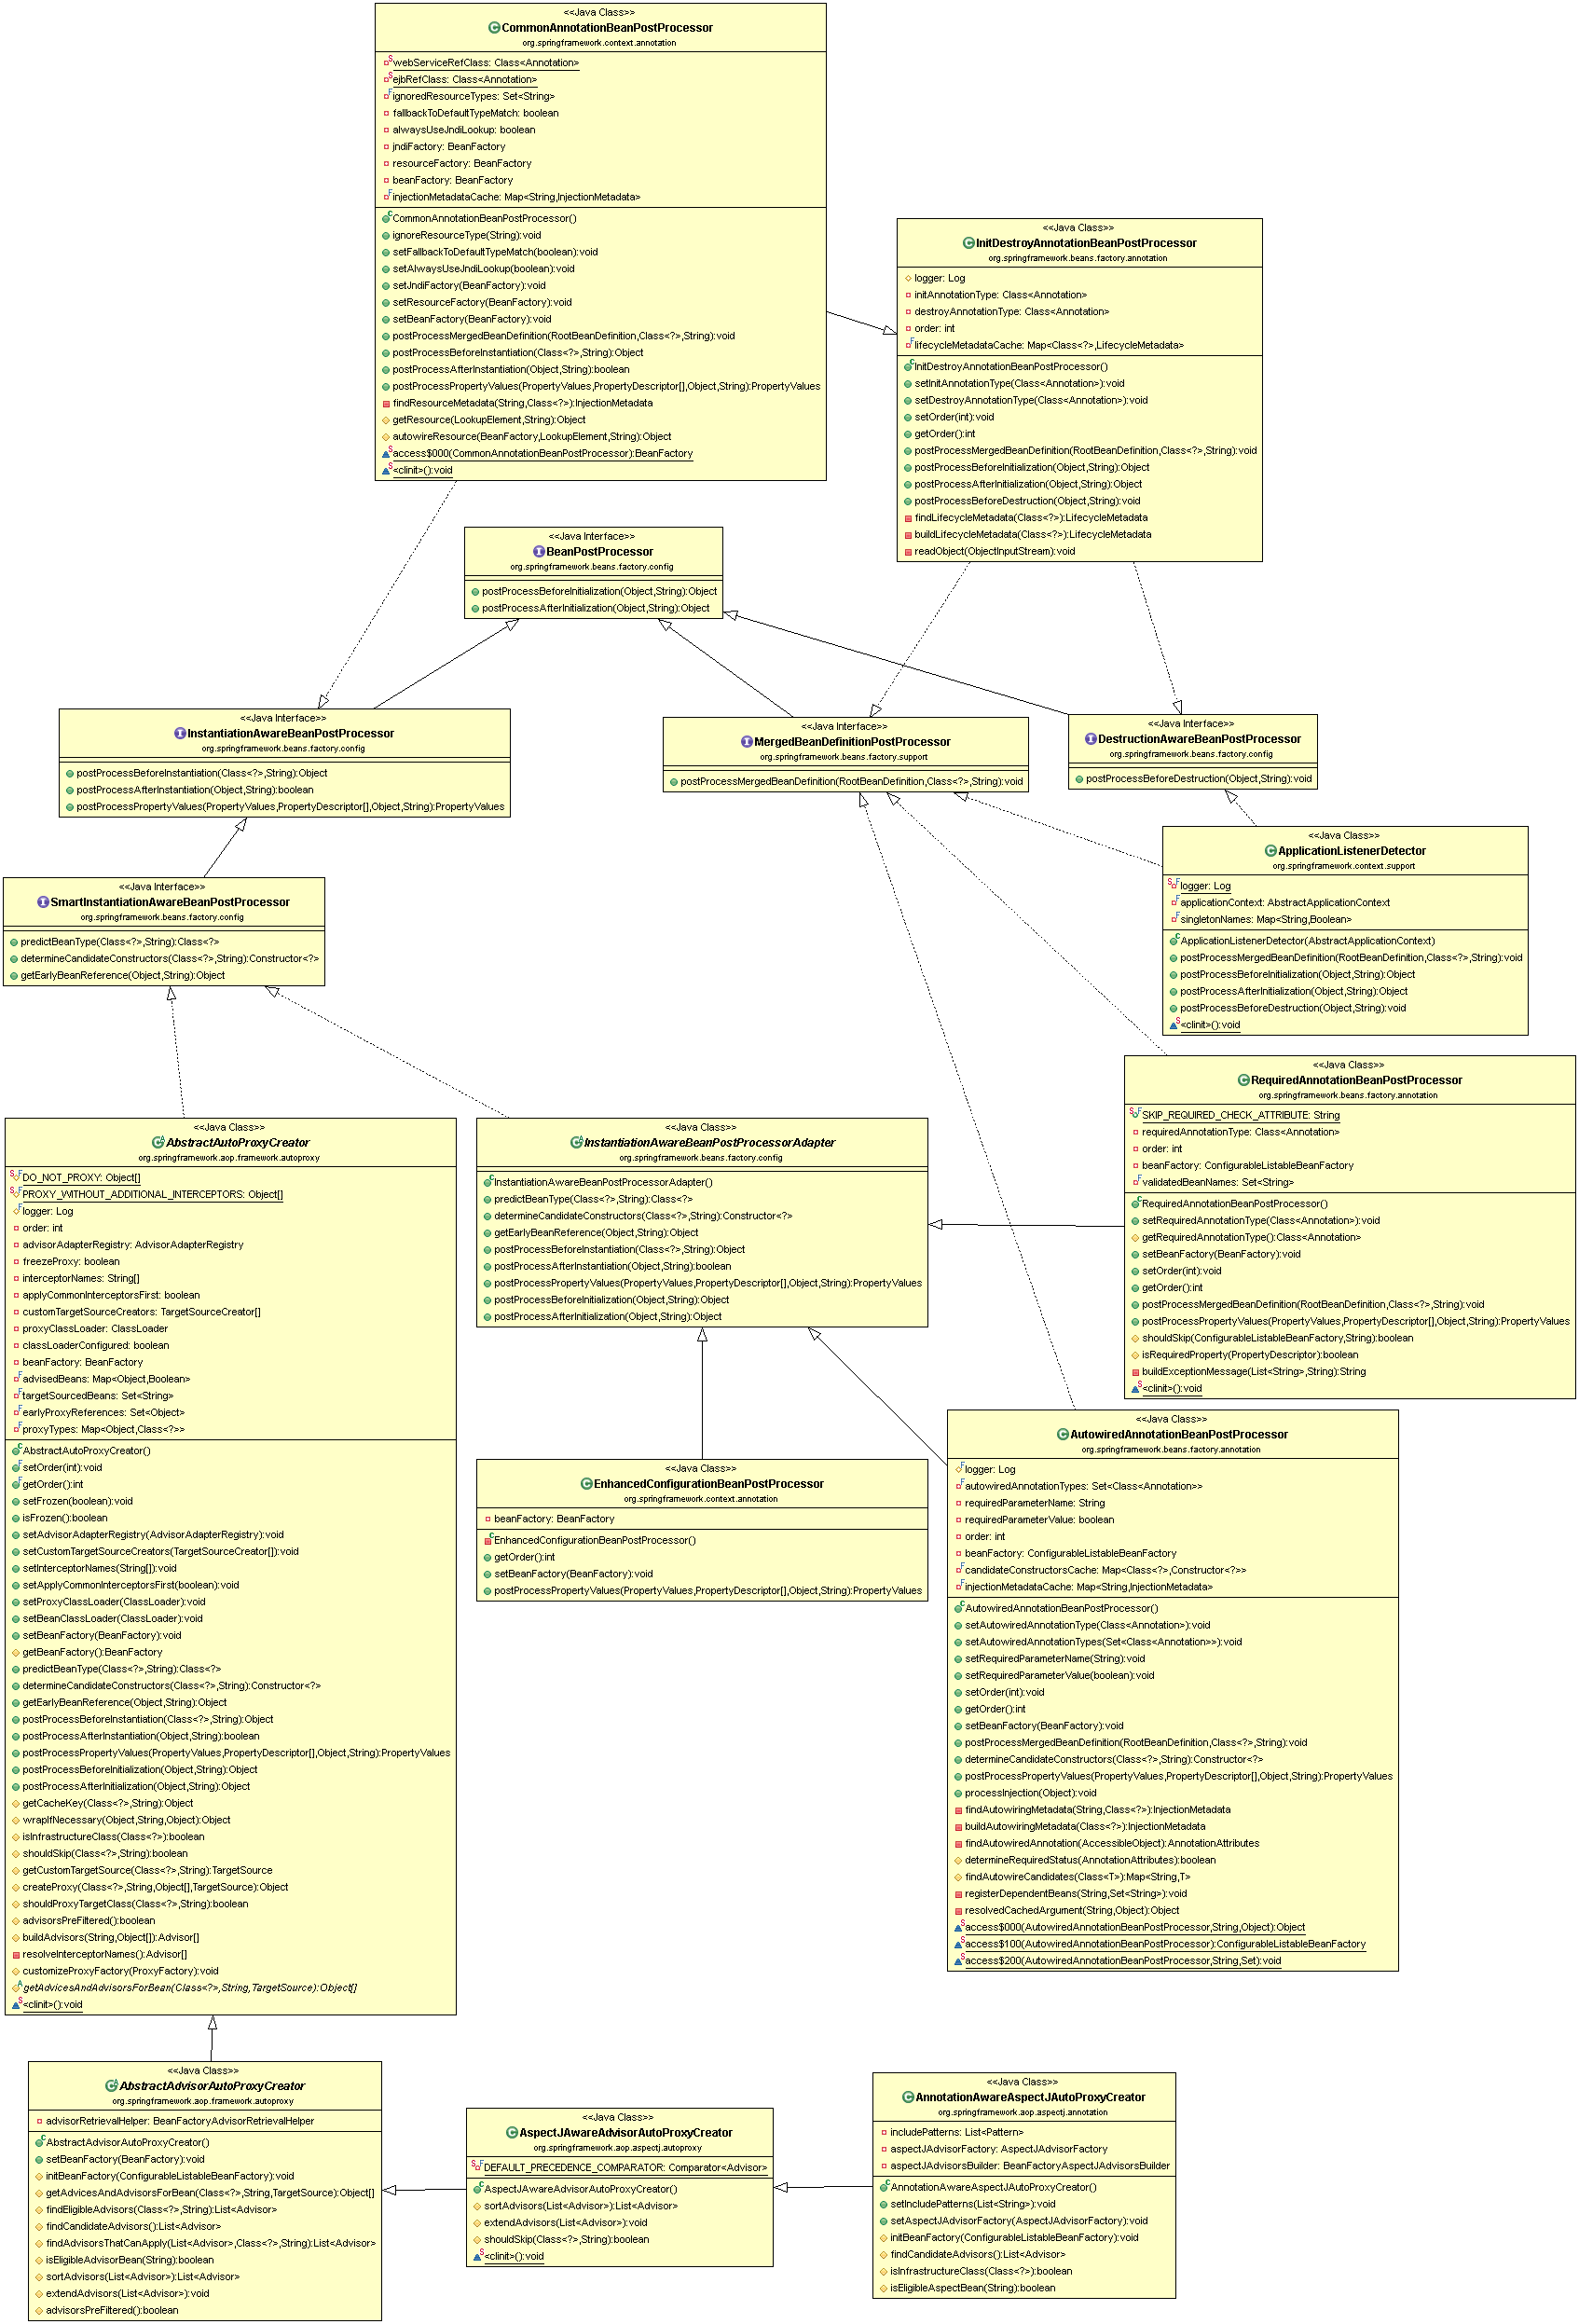 <<Java Class>>
CommonAnnotationBeanPostProcessor
org.springframework.context.annotation
webServiceRefClass: Class<Annotation>
ejbRefClass: Class<Annotation>
ignoredResourceTypes: Set<String>
fallbackToDefaultTypeMatch: boolean
alwaysUseJndiLookup: boolean
jndiFactory: BeanFactory
resourceFactory: BeanFactory
beanFactory: BeanFactory
injectionMetadataCache: Map<String,InjectionMetadata>
CommonAnnotationBeanPostProcessor()
ignoreResourceType(String):void
setFallbackToDefaultTypeMatch(boolean):void
setAlwaysUseJndiLookup(boolean):void
setJndiFactory(BeanFactory):void
setResourceFactory(BeanFactory):void
setBeanFactory(BeanFactory):void
postProcessMergedBeanDefinition(RootBeanDefinition,Class<?>,String):void
postProcessBeforeInstantiation(Class<?>,String):Object
postProcessAfterInstantiation(Object,String):boolean
postProcessPropertyValues(PropertyValues,PropertyDescriptor[],Object,String):PropertyValues
findResourceMetadata(String,Class<?>):InjectionMetadata
getResource(LookupElement,String):Object
autowireResource(BeanFactory,LookupElement,String):Object
access$000(CommonAnnotationBeanPostProcessor):BeanFactory
<clinit>():void
<<Java Class>>
InitDestroyAnnotationBeanPostProcessor
org.springframework.beans.factory.annotation
logger: Log
initAnnotationType: Class<Annotation>
destroyAnnotationType: Class<Annotation>
order: int
lifecycleMetadataCache: Map<Class<?>,LifecycleMetadata>
InitDestroyAnnotationBeanPostProcessor()
setInitAnnotationType(Class<Annotation>):void
setDestroyAnnotationType(Class<Annotation>):void
setOrder(int):void
getOrder():int
postProcessMergedBeanDefinition(RootBeanDefinition,Class<?>,String):void
postProcessBeforeInitialization(Object,String):Object
postProcessAfterInitialization(Object,String):Object
postProcessBeforeDestruction(Object,String):void
findLifecycleMetadata(Class<?>):LifecycleMetadata
buildLifecycleMetadata(Class<?>):LifecycleMetadata
readObject(ObjectInputStream):void
<<Java Interface>>
BeanPostProcessor
org.springframework.beans.factory.config
postProcessBeforeInitialization(Object,String):Object
postProcessAfterInitialization(Object,String):Object
<<Java Interface>>
InstantiationAwareBeanPostProcessor
org.springframework.beans.factory.config
postProcessBeforeInstantiation(Class<?>,String):Object
postProcessAfterInstantiation(Object,String):boolean
postProcessPropertyValues(PropertyValues,PropertyDescriptor[],Object,String):PropertyValues
<<Java Interface>>
MergedBeanDefinitionPostProcessor
org.springframework.beans.factory.support
postProcessMergedBeanDefinition(RootBeanDefinition,Class<?>,String):void
<<Java Interface>>
DestructionAwareBeanPostProcessor
org.springframework.beans.factory.config
postProcessBeforeDestruction(Object,String):void
<<Java Class>>
ApplicationListenerDetector
org.springframework.context.support
logger: Log
applicationContext: AbstractApplicationContext
singletonNames: Map<String,Boolean>
ApplicationListenerDetector(AbstractApplicationContext)
postProcessMergedBeanDefinition(RootBeanDefinition,Class<?>,String):void
postProcessBeforeInitialization(Object,String):Object
postProcessAfterInitialization(Object,String):Object
postProcessBeforeDestruction(Object,String):void
<clinit>():void
<<Java Interface>>
SmartInstantiationAwareBeanPostProcessor
org.springframework.beans.factory.config
predictBeanType(Class<?>,String):Class<?>
determineCandidateConstructors(Class<?>,String):Constructor<?>
getEarlyBeanReference(Object,String):Object
<<Java Class>>
RequiredAnnotationBeanPostProcessor
org.springframework.beans.factory.annotation
SKIP_REQUIRED_CHECK_ATTRIBUTE: String
requiredAnnotationType: Class<Annotation>
order: int
beanFactory: ConfigurableListableBeanFactory
validatedBeanNames: Set<String>
RequiredAnnotationBeanPostProcessor()
setRequiredAnnotationType(Class<Annotation>):void
getRequiredAnnotationType():Class<Annotation>
setBeanFactory(BeanFactory):void
setOrder(int):void
getOrder():int
postProcessMergedBeanDefinition(RootBeanDefinition,Class<?>,String):void
postProcessPropertyValues(PropertyValues,PropertyDescriptor[],Object,String):PropertyValues
shouldSkip(ConfigurableListableBeanFactory,String):boolean
isRequiredProperty(PropertyDescriptor):boolean
buildExceptionMessage(List<String>,String):String
<clinit>():void
<<Java Class>>
AbstractAutoProxyCreator
org.springframework.aop.framework.autoproxy
DO_NOT_PROXY: Object[]
PROXY_WITHOUT_ADDITIONAL_INTERCEPTORS: Object[]
logger: Log
order: int
advisorAdapterRegistry: AdvisorAdapterRegistry
freezeProxy: boolean
interceptorNames: String[]
applyCommonInterceptorsFirst: boolean
customTargetSourceCreators: TargetSourceCreator[]
proxyClassLoader: ClassLoader
classLoaderConfigured: boolean
beanFactory: BeanFactory
advisedBeans: Map<Object,Boolean>
targetSourcedBeans: Set<String>
earlyProxyReferences: Set<Object>
proxyTypes: Map<Object,Class<?>>
AbstractAutoProxyCreator()
setOrder(int):void
getOrder():int
setFrozen(boolean):void
isFrozen():boolean
setAdvisorAdapterRegistry(AdvisorAdapterRegistry):void
setCustomTargetSourceCreators(TargetSourceCreator[]):void
setInterceptorNames(String[]):void
setApplyCommonInterceptorsFirst(boolean):void
setProxyClassLoader(ClassLoader):void
setBeanClassLoader(ClassLoader):void
setBeanFactory(BeanFactory):void
getBeanFactory():BeanFactory
predictBeanType(Class<?>,String):Class<?>
determineCandidateConstructors(Class<?>,String):Constructor<?>
getEarlyBeanReference(Object,String):Object
postProcessBeforeInstantiation(Class<?>,String):Object
postProcessAfterInstantiation(Object,String):boolean
postProcessPropertyValues(PropertyValues,PropertyDescriptor[],Object,String):PropertyValues
postProcessBeforeInitialization(Object,String):Object
postProcessAfterInitialization(Object,String):Object
getCacheKey(Class<?>,String):Object
wrapIfNecessary(Object,String,Object):Object
isInfrastructureClass(Class<?>):boolean
shouldSkip(Class<?>,String):boolean
getCustomTargetSource(Class<?>,String):TargetSource
createProxy(Class<?>,String,Object[],TargetSource):Object
shouldProxyTargetClass(Class<?>,String):boolean
advisorsPreFiltered():boolean
buildAdvisors(String,Object[]):Advisor[]
resolveInterceptorNames():Advisor[]
customizeProxyFactory(ProxyFactory):void
getAdvicesAndAdvisorsForBean(Class<?>,String,TargetSource):Object[]
<clinit>():void
<<Java Class>>
InstantiationAwareBeanPostProcessorAdapter
org.springframework.beans.factory.config
InstantiationAwareBeanPostProcessorAdapter()
predictBeanType(Class<?>,String):Class<?>
determineCandidateConstructors(Class<?>,String):Constructor<?>
getEarlyBeanReference(Object,String):Object
postProcessBeforeInstantiation(Class<?>,String):Object
postProcessAfterInstantiation(Object,String):boolean
postProcessPropertyValues(PropertyValues,PropertyDescriptor[],Object,String):PropertyValues
postProcessBeforeInitialization(Object,String):Object
postProcessAfterInitialization(Object,String):Object
<<Java Class>>
EnhancedConfigurationBeanPostProcessor
org.springframework.context.annotation
beanFactory: BeanFactory
EnhancedConfigurationBeanPostProcessor()
getOrder():int
setBeanFactory(BeanFactory):void
postProcessPropertyValues(PropertyValues,PropertyDescriptor[],Object,String):PropertyValues
<<Java Class>>
AutowiredAnnotationBeanPostProcessor
org.springframework.beans.factory.annotation
logger: Log
autowiredAnnotationTypes: Set<Class<Annotation>>
requiredParameterName: String
requiredParameterValue: boolean
order: int
beanFactory: ConfigurableListableBeanFactory
candidateConstructorsCache: Map<Class<?>,Constructor<?>>
injectionMetadataCache: Map<String,InjectionMetadata>
AutowiredAnnotationBeanPostProcessor()
setAutowiredAnnotationType(Class<Annotation>):void
setAutowiredAnnotationTypes(Set<Class<Annotation>>):void
setRequiredParameterName(String):void
setRequiredParameterValue(boolean):void
setOrder(int):void
getOrder():int
setBeanFactory(BeanFactory):void
postProcessMergedBeanDefinition(RootBeanDefinition,Class<?>,String):void
determineCandidateConstructors(Class<?>,String):Constructor<?>
postProcessPropertyValues(PropertyValues,PropertyDescriptor[],Object,String):PropertyValues
processInjection(Object):void
findAutowiringMetadata(String,Class<?>):InjectionMetadata
buildAutowiringMetadata(Class<?>):InjectionMetadata
findAutowiredAnnotation(AccessibleObject):AnnotationAttributes
determineRequiredStatus(AnnotationAttributes):boolean
findAutowireCandidates(Class<T>):Map<String,T>
registerDependentBeans(String,Set<String>):void
resolvedCachedArgument(String,Object):Object
access$000(AutowiredAnnotationBeanPostProcessor,String,Object):Object
access$100(AutowiredAnnotationBeanPostProcessor):ConfigurableListableBeanFactory
access$200(AutowiredAnnotationBeanPostProcessor,String,Set):void
<<Java Class>>
AbstractAdvisorAutoProxyCreator
org.springframework.aop.framework.autoproxy
advisorRetrievalHelper: BeanFactoryAdvisorRetrievalHelper
AbstractAdvisorAutoProxyCreator()
setBeanFactory(BeanFactory):void
initBeanFactory(ConfigurableListableBeanFactory):void
getAdvicesAndAdvisorsForBean(Class<?>,String,TargetSource):Object[]
findEligibleAdvisors(Class<?>,String):List<Advisor>
findCandidateAdvisors():List<Advisor>
findAdvisorsThatCanApply(List<Advisor>,Class<?>,String):List<Advisor>
isEligibleAdvisorBean(String):boolean
sortAdvisors(List<Advisor>):List<Advisor>
extendAdvisors(List<Advisor>):void
advisorsPreFiltered():boolean
<<Java Class>>
AspectJAwareAdvisorAutoProxyCreator
org.springframework.aop.aspectj.autoproxy
DEFAULT_PRECEDENCE_COMPARATOR: Comparator<Advisor>
AspectJAwareAdvisorAutoProxyCreator()
sortAdvisors(List<Advisor>):List<Advisor>
extendAdvisors(List<Advisor>):void
shouldSkip(Class<?>,String):boolean
<clinit>():void
<<Java Class>>
AnnotationAwareAspectJAutoProxyCreator
org.springframework.aop.aspectj.annotation
includePatterns: List<Pattern>
aspectJAdvisorFactory: AspectJAdvisorFactory
aspectJAdvisorsBuilder: BeanFactoryAspectJAdvisorsBuilder
AnnotationAwareAspectJAutoProxyCreator()
setIncludePatterns(List<String>):void
setAspectJAdvisorFactory(AspectJAdvisorFactory):void
initBeanFactory(ConfigurableListableBeanFactory):void
findCandidateAdvisors():List<Advisor>
isInfrastructureClass(Class<?>):boolean
isEligibleAspectBean(String):boolean